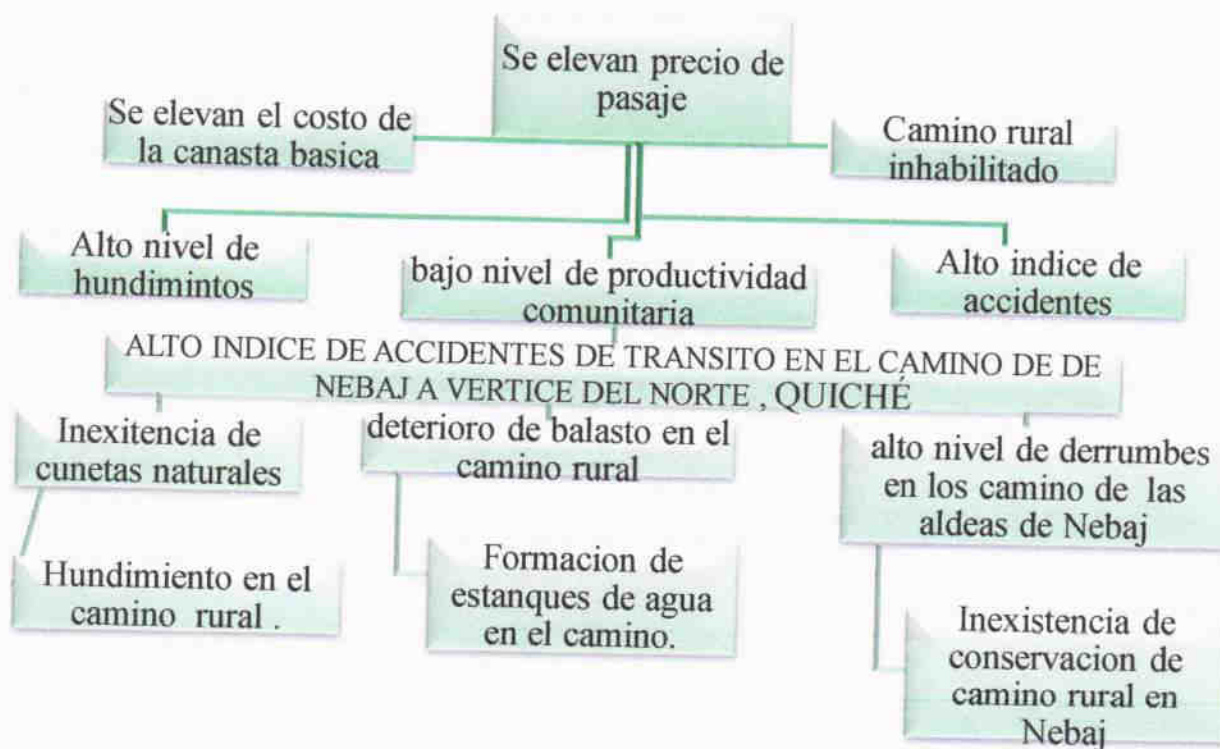 Se elevan precio de
pasaje
Se elevan el costo de
la canasta basica
Camino rural
inhabilitado
Alto nivel de
hundimintos
bajo nivel de productividad
comunitaria
Alto indice de
accidentes
ALTO INDICE DE ACCIDENTES DE TRANSITO EN EL CAMINO DE DE
NEBAJ A VERTICE DEL NORTE , QUICHÉ
Inexitencia de
cunetas naturales
deterioro de balasto en el
camino rural
alto nivel de derrumbes
en los camino de las
aldeas de Nebaj
Hundimiento en el
camino rural .
Formacion de
estanques de agua
en el camino.
Inexistencia de
conservacion de
camino rural en
Nebaj